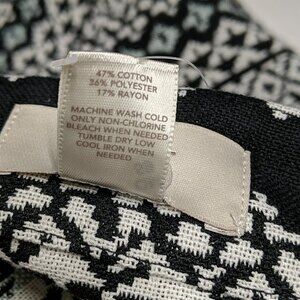 47% COTTON
36% POLYESTER
17% RAYON
MACHINE WASH COLD
ONLY NON-CHLORINE
BLEACH WHEN NEEDED
TUMBLE DRY LOW
COOL IRON WHEN
NEEDED